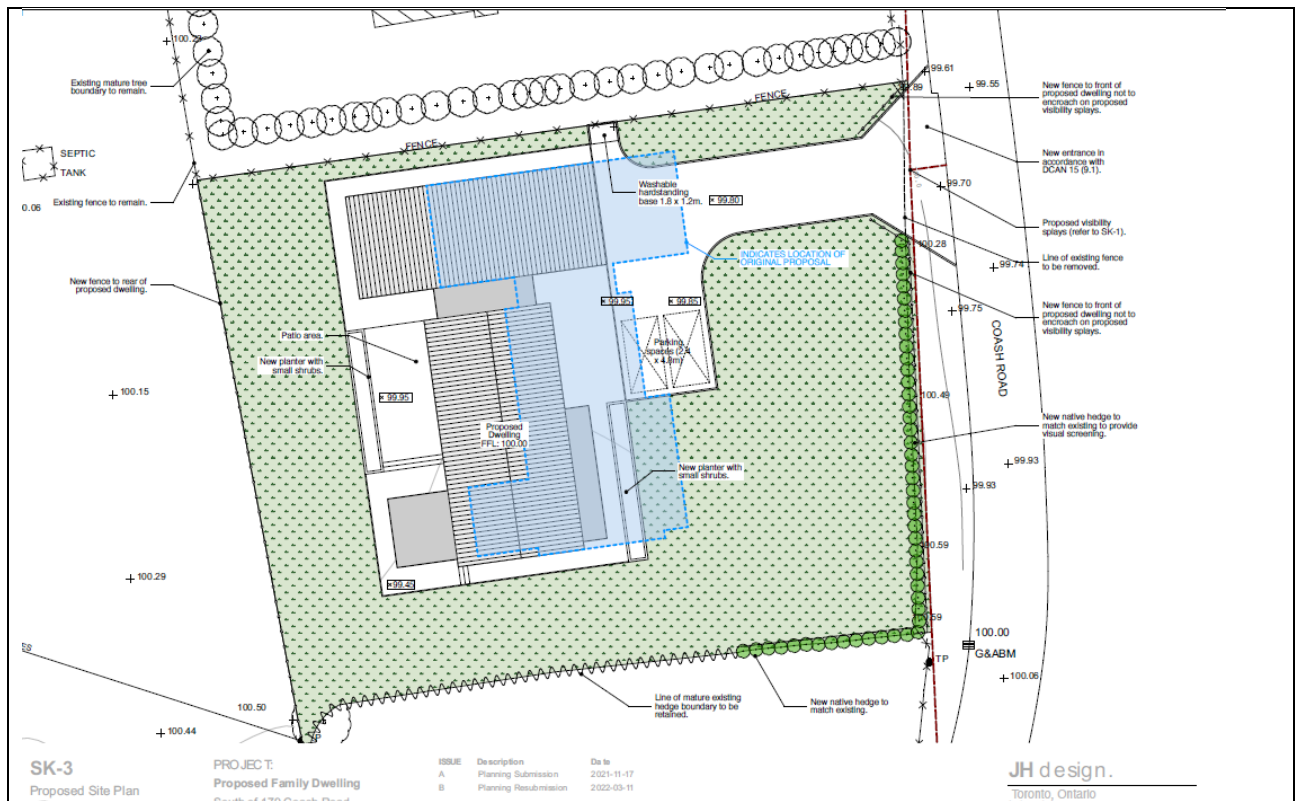 100.29
99.61
99.55
.89
Existing mature tree
boundary to remain.
New fence to front of
proposed dwelling not to
encroach on proposed
visibility splays.
FENCE
FENCE
SEPTIC
TANK
New entrance in
accordance with
DCAN 15 (9.1).
Washable
hardstanding
base 1.8 x 1.2m.
× 99.80
99.70
Existing fence to remain.
0.06
Proposed visibility
splays (refer to SK-1).
100.28
INDICATES LOCATION OF
ORIGINAL PROPOSAL
99.74
Line of existing fence
to be removed.
New fence to rear of
proposed dwelling.
× 99.95
× 99.85
99.75
New fence to front of
proposed dwelling not to
encroach on proposed
visibility splays.
COASH ROAD
Patio area.
Parking
spaces (2.4
x 4.8m)
New planter with
small shrubs.
100.15
× 99.95
100.49
New native hedge to
match existing to provide
visual screening.
Proposed
Dwelling
FFL: 100.00
99.93
New planter with
small shrubs.
99.93
100.59
100.29
×99.45
.59
100.00
G&ABM
TP
100.06
Line of mature existing
hedge boundary to be
retained.
New native hedge to
match existing.
100.50
100.44
SK-3
Proposed Site Plan
PROJECT:
Proposed Family Dwelling
ISSUE Description Date
A Planning Submission 2021-11-17
B Planning Resubmission 2022-03-11
JH design.
Toronto, Ontario